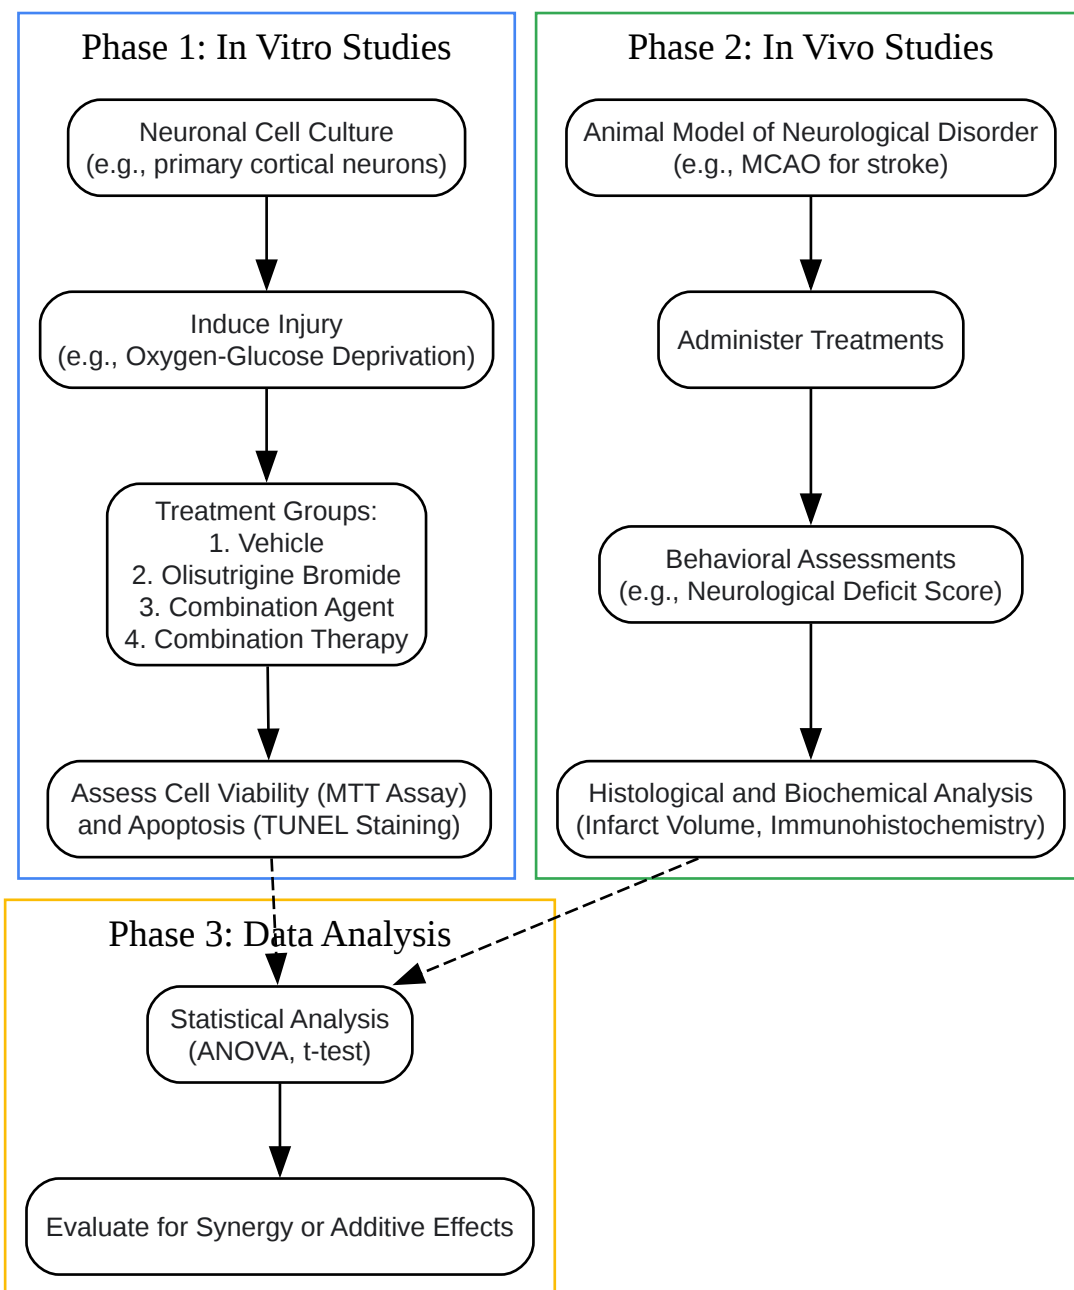 Phase 1: In Vitro Studies
Neuronal Cell Culture
(e.g., primary cortical neurons)
Induce Injury
(e.g., Oxygen-Glucose Deprivation)
Treatment Groups:
1. Vehicle
2. Olisutrigine Bromide
3. Combination Agent
4. Combination Therapy
Assess Cell Viability (MTT Assay)
and Apoptosis (TUNEL Staining)
Phase 2: In Vivo Studies
Animal Model of Neurological Disorder
(e.g., MCAO for stroke)
Administer Treatments
Behavioral Assessments
(e.g., Neurological Deficit Score)
Histological and Biochemical Analysis
(Infarct Volume, Immunohistochemistry)
Phase 3: Data Analysis
Statistical Analysis
(ANOVA, t-test)
Evaluate for Synergy or Additive Effects